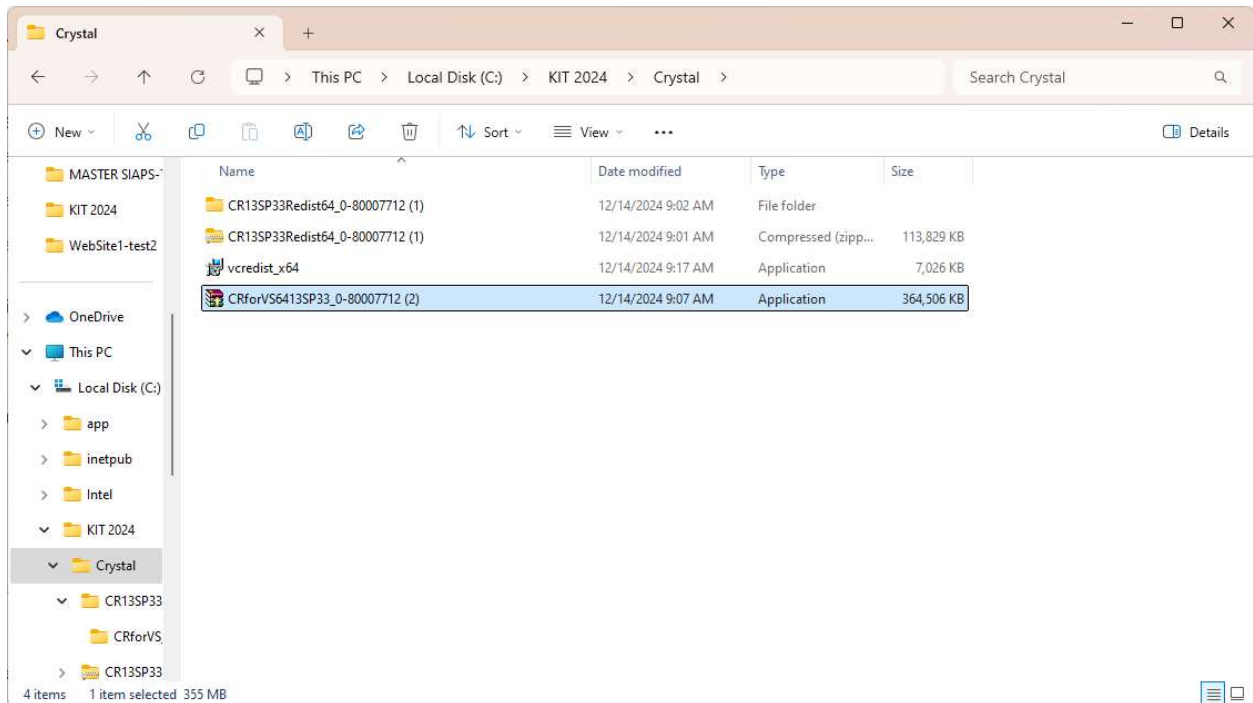 Crystal
This PC > Local Disk (C:) > KIT 2024 > Crystal >
Search Crystal
New
Sort
View
Details
MASTER SIAPS-
KIT 2024
WebSite1-test2
OneDrive
This PC
Local Disk (C:)
app
inetpub
Intel
KIT 2024
Crystal
CR13SP33
CRforVS_
CR13SP33
Name Date modified Type Size
CR13SP33Redist64_0-80007712 (1) 12/14/2024 9:02 AM File folder
CR13SP33Redist64_0-80007712 (1) 12/14/2024 9:01 AM Compressed (zipp... 113,829 KB
vcredist_x64 12/14/2024 9:17 AM Application 7,026 KB
CRforVS6413SP33_0-80007712 (2) 12/14/2024 9:07 AM Application 364,506 KB
4 items 1 item selected 355 MB